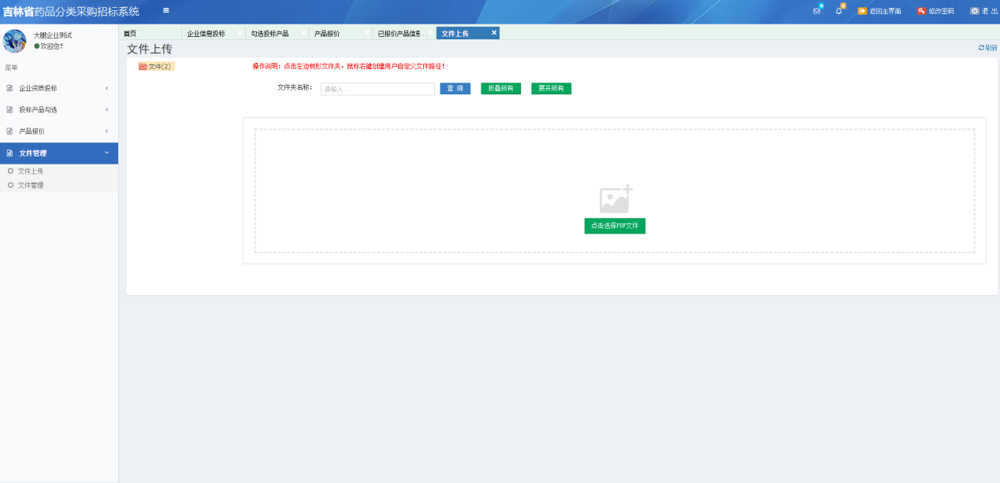 吉林省药品分类采购招标系统
0
0
返回主界面
修改密码
退 出
大鹏企业测试
欢迎您!
菜单
企业资质投标
投标产品勾选
产品报价
文件管理
文件上传
文件管理
首页
企业信息投标
勾选投标产品
产品报价
已报价产品信息...
文件上传
文件上传
刷新
文件(2)
操作说明: 点击左边树形文件夹, 鼠标右键创建用户自定义文件路径!
文件夹名称:
请输入...
查 询
折叠所有
展开所有
点击选择PDF文件